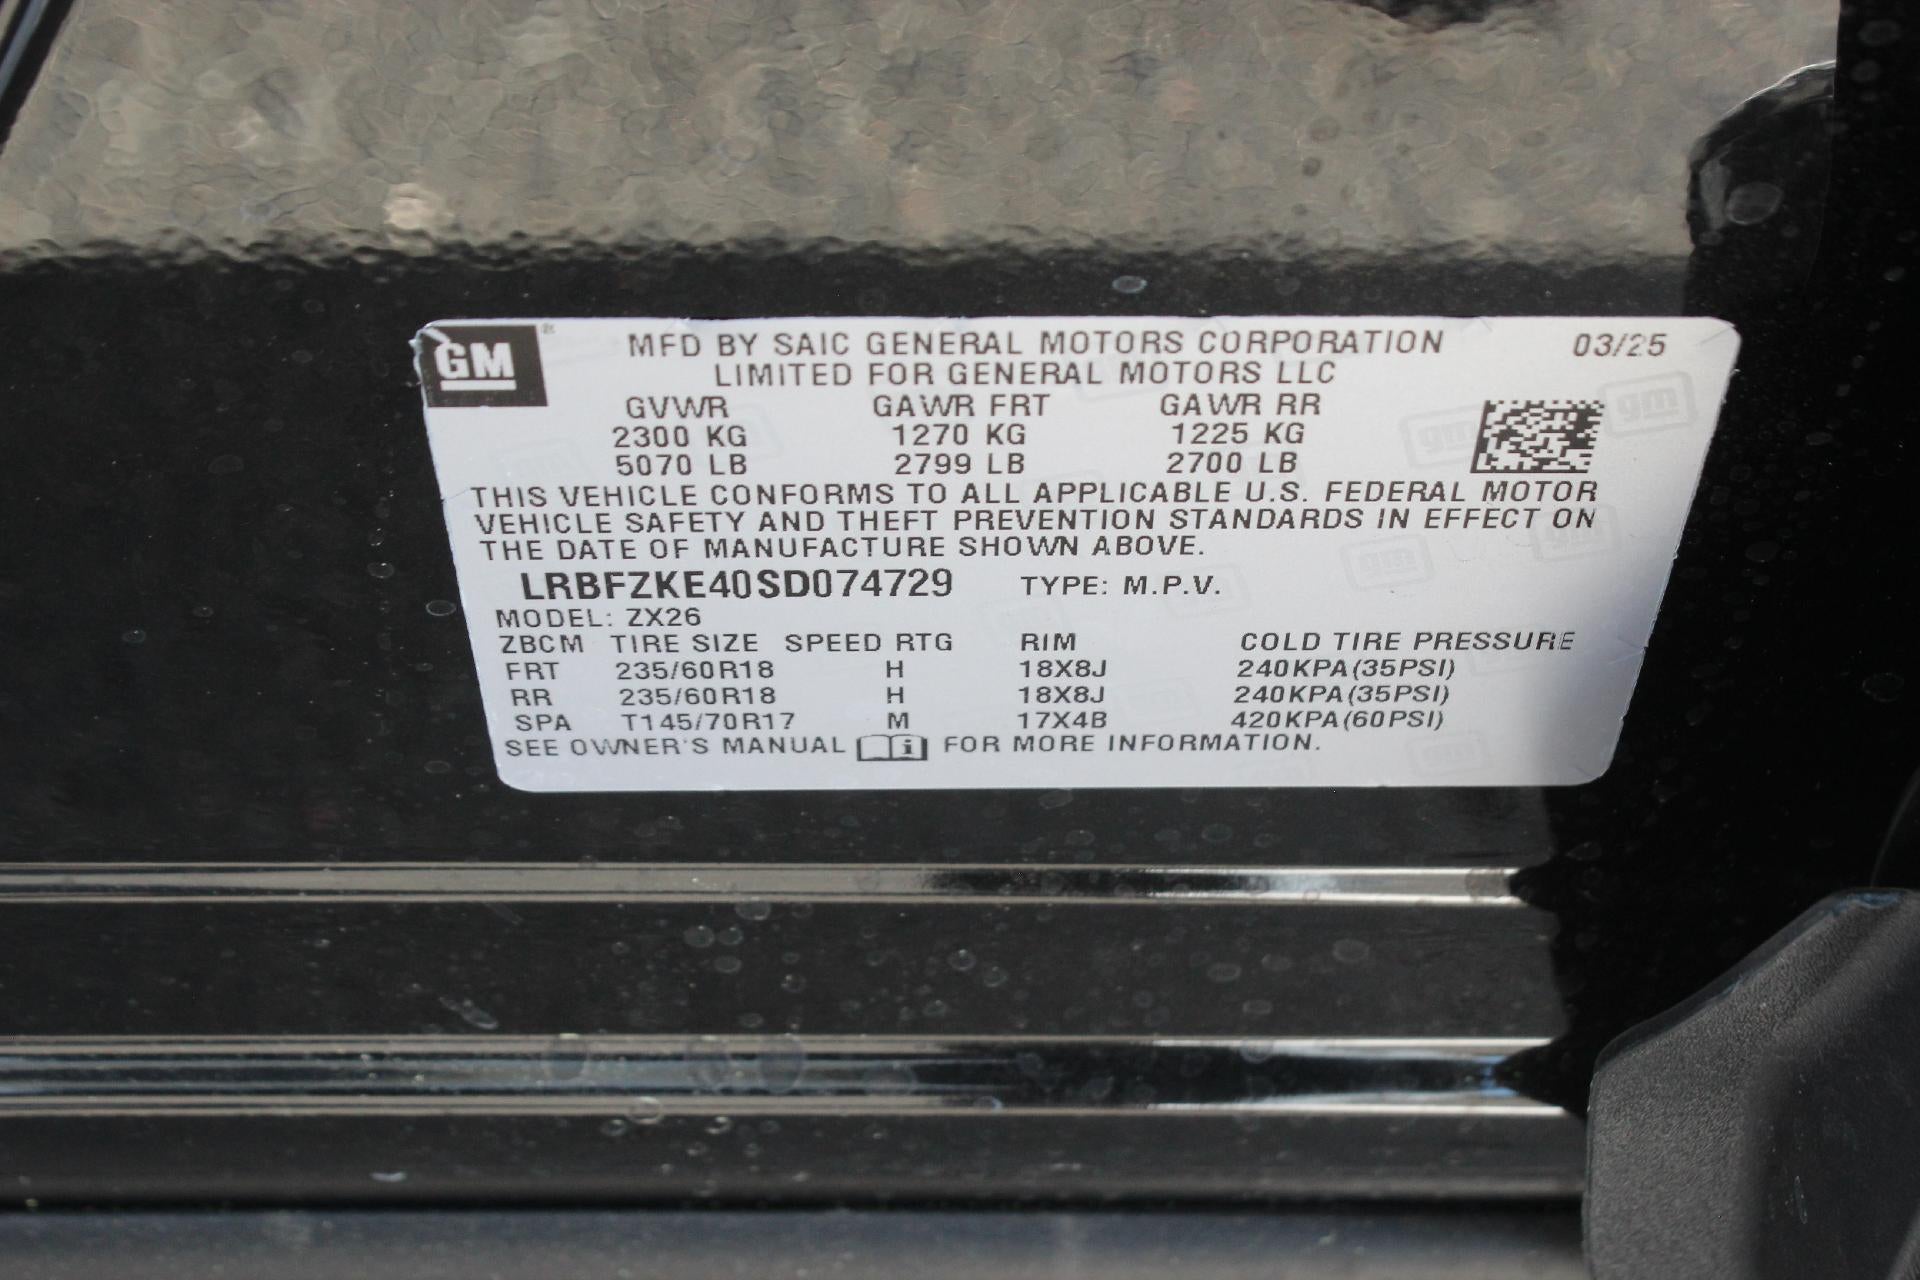 GM ®
MFD BY SAIC GENERAL MOTORS CORPORATION 03/25
LIMITED FOR GENERAL MOTORS LLC
GVWR GAWR FRT GAWR RR
2300 KG 1270 KG 1225 KG
5070 LB 2799 LB 2700 LB
THIS VEHICLE CONFORMS TO ALL APPLICABLE U.S. FEDERAL MOTOR
VEHICLE SAFETY AND THEFT PREVENTION STANDARDS IN EFFECT ON
THE DATE OF MANUFACTURE SHOWN ABOVE.
LRBFZKE40SD074729 TYPE: M.P.V.
MODEL: ZX26
ZBCM TIRE SIZE SPEED RTG RIM COLD TIRE PRESSURE
FRT 235/60R18 H 18X8J 240KPA(35PSI)
RR 235/60R18 H 18X8J 240KPA(35PSI)
SPA T145/70R17 M 17X4B 420KPA(60PSI)
SEE OWNER'S MANUAL i FOR MORE INFORMATION.